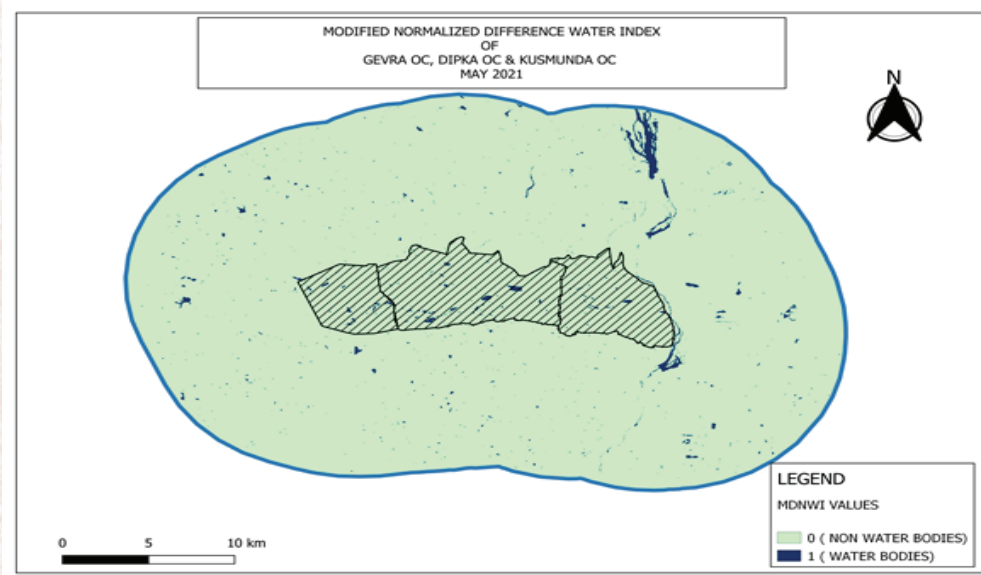 MODIFIED NORMALIZED DIFFERENCE WATER INDEX
OF
GEVRA OC, DIPKA OC & KUSMUNDA OC
MAY 2021
N
LEGEND
MDNWI VALUES
0 ( NON WATER BODIES)
1 ( WATER BODIES)
0 5 10 km